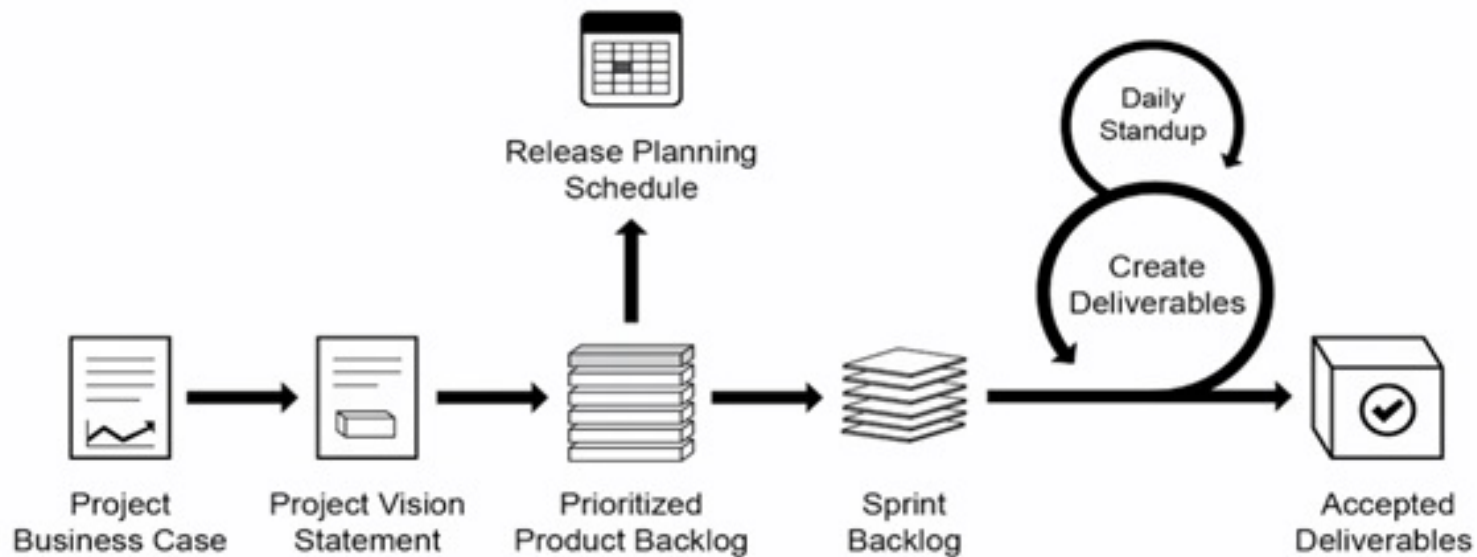 Daily
Standup
Release Planning
Schedule
Create
Deliverables
Project
Business Case
Project Vision
Statement
Prioritized
Product Backlog
Sprint
Backlog
Accepted
Deliverables